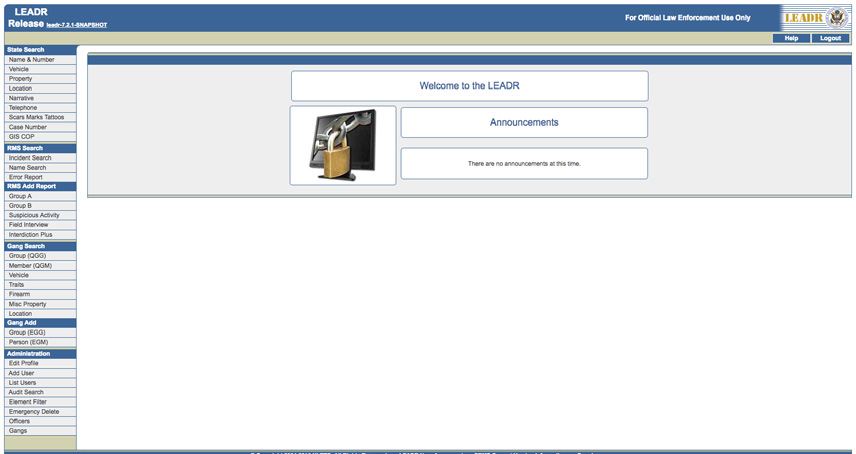 LEADR
Release leadr-7.2.1-SNAPSHOT
For Official Law Enforcement Use Only
LEADR
Help
Logout
State Search
Name & Number
Vehicle
Property
Location
Narrative
Telephone
Scars Marks Tattoos
Case Number
GIS COP
RMS Search
Incident Search
Name Search
Error Report
RMS Add Report
Group A
Group B
Suspicious Activity
Field Interview
Interdiction Plus
Gang Search
Group (QGG)
Member (QGM)
Vehicle
Traits
Firearm
Misc Property
Location
Gang Add
Group (EGG)
Person (EGM)
Administration
Edit Profile
Add User
List Users
Audit Search
Element Filter
Emergency Delete
Officers
Gangs
Welcome to the LEADR
Announcements
There are no announcements at this time.